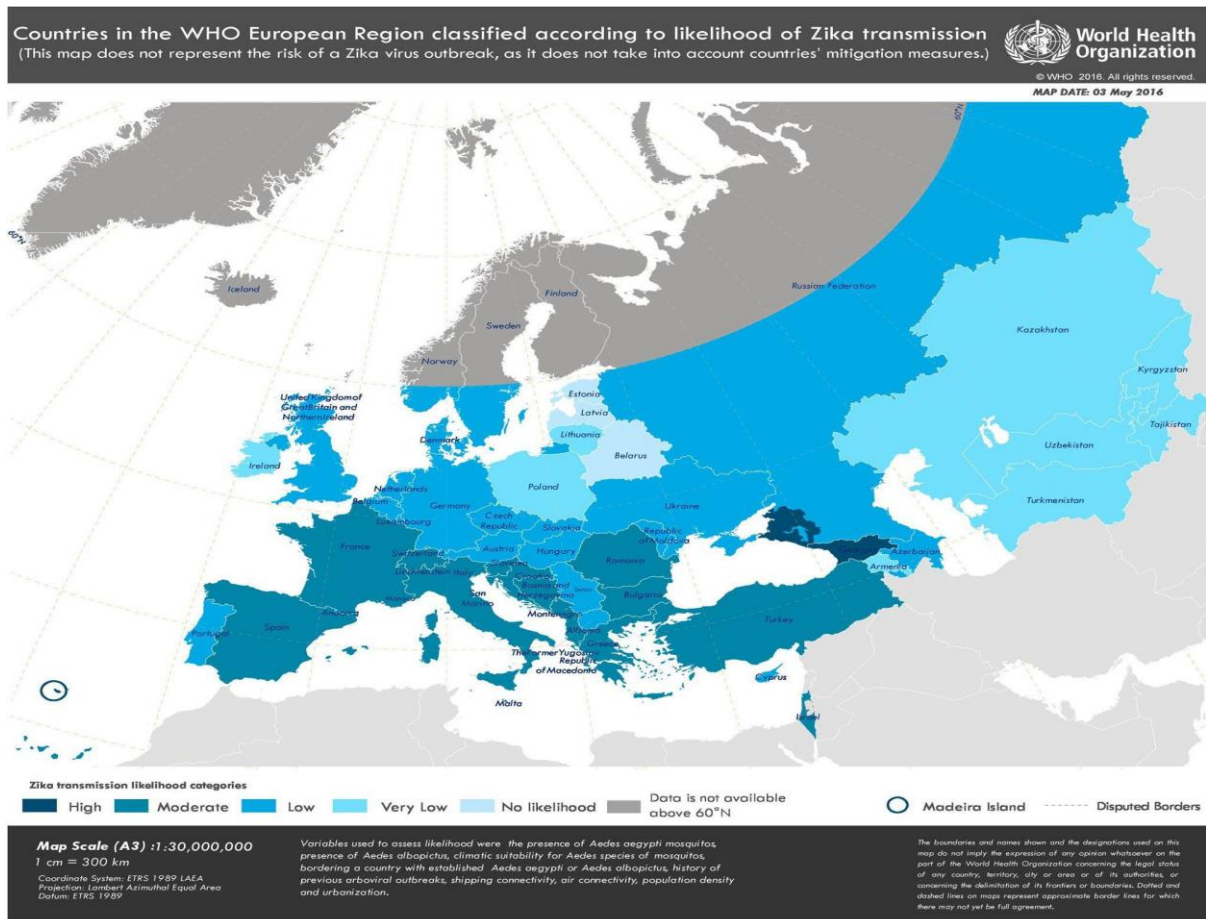 Countries in the WHO European Region classified according to likelihood of Zika transmission
(This map does not represent the risk of a Zika virus outbreak, as it does not take into account countries' mitigation measures.)
World Health
Organization
© WHO 2016. All rights reserved.
MAP DATE: 03 May 2016
60°N
60°N
Iceland
Finland
Sweden
Norway
Russian Federation
Kazakhstan
Kyrgyzstan
Tajikistan
Uzbekistan
Turkmenistan
Estonia
Latvia
Lithuania
Belarus
United Kingdom of
Great Britain and
Northern Ireland
Denmark
Ireland
Poland
Netherlands
Belgium
Germany
Luxembourg
Czech
Republic
Slovakia
Ukraine
Republic
of Moldova
France
Switzerland
Austria
Hungary
Liechtenstein
Italy
Slovenia
Croatia
Romania
Bosnia and
Herzegovina
Serbia
Georgia
Azerbaijan
Armenia
Monaco
San
Marino
Bulgaria
Andorra
Montenegro
Portugal
Spain
Albania
Greece
Turkey
The Former Yugoslav
Republic
of Macedonia
Malta
Cyprus
Israel
Zika transmission likelihood categories
High
Moderate
Low
Very Low
No likelihood
Data is not available
above 60°N
Madeira Island
Disputed Borders
Map Scale (A3) :1:30,000,000
1 cm = 300 km
Coordinate System: ETRS 1989 LAEA
Projection: Lambert Azimuthal Equal Area
Datum: ETRS 1989
Variables used to assess likelihood were the presence of Aedes aegypti mosquitos,
presence of Aedes albopictus, climatic suitability for Aedes species of mosquitos,
bordering a country with established Aedes aegypti or Aedes albopictus, history of
previous arboviral outbreaks, shipping connectivity, air connectivity, population density
and urbanization.
The boundaries and names shown and the designations used on this
map do not imply the expression of any opinion whatsoever on the
part of the World Health Organization concerning the legal status
of any country, territory, city or area or of its authorities, or
concerning the delimitation of its frontiers or boundaries. Dotted and
dashed lines on maps represent approximate border lines for which
there may not yet be full agreement.